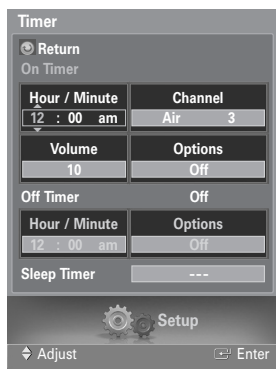 Timer
Return
On Timer
Hour / Minute Channel
12 : 00 am Air 3
Volume Options
10 Off
Off Timer Off
Hour / Minute Options
12 : 00 am Off
Sleep Timer ---
Setup
Adjust Enter